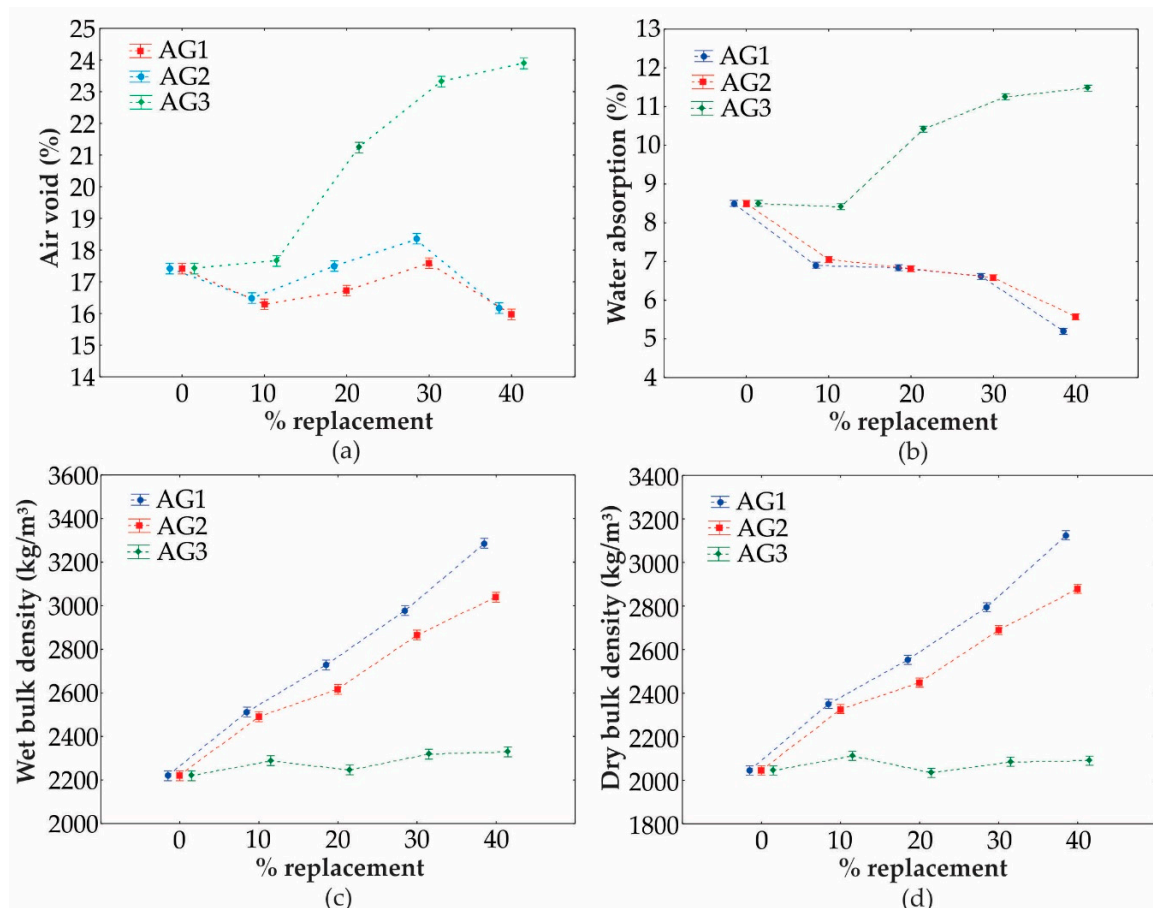 25
24
23
22
21
20
19
18
17
16
15
14
Air void (%)
AG1
AG2
AG3
0 10 20 30 40
% replacement
(a)
13
12
11
10
9
8
7
6
5
4
Water absorption (%)
AG1
AG2
AG3
0 10 20 30 40
% replacement
(b)
3600
3400
3200
3000
2800
2600
2400
2200
2000
Wet bulk density (kg/m³)
AG1
AG2
AG3
0 10 20 30 40
% replacement
(c)
3400
3200
2000
2800
2600
2400
2200
2000
1800
Dry bulk density (kg/m³)
AG1
AG2
AG3
0 10 20 30 40
% replacement
(d)